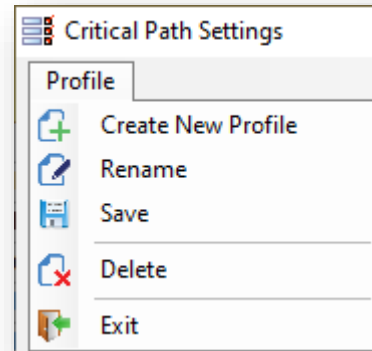 Critical Path Settings
Profile
Create New Profile
Rename
Save
Delete
Exit